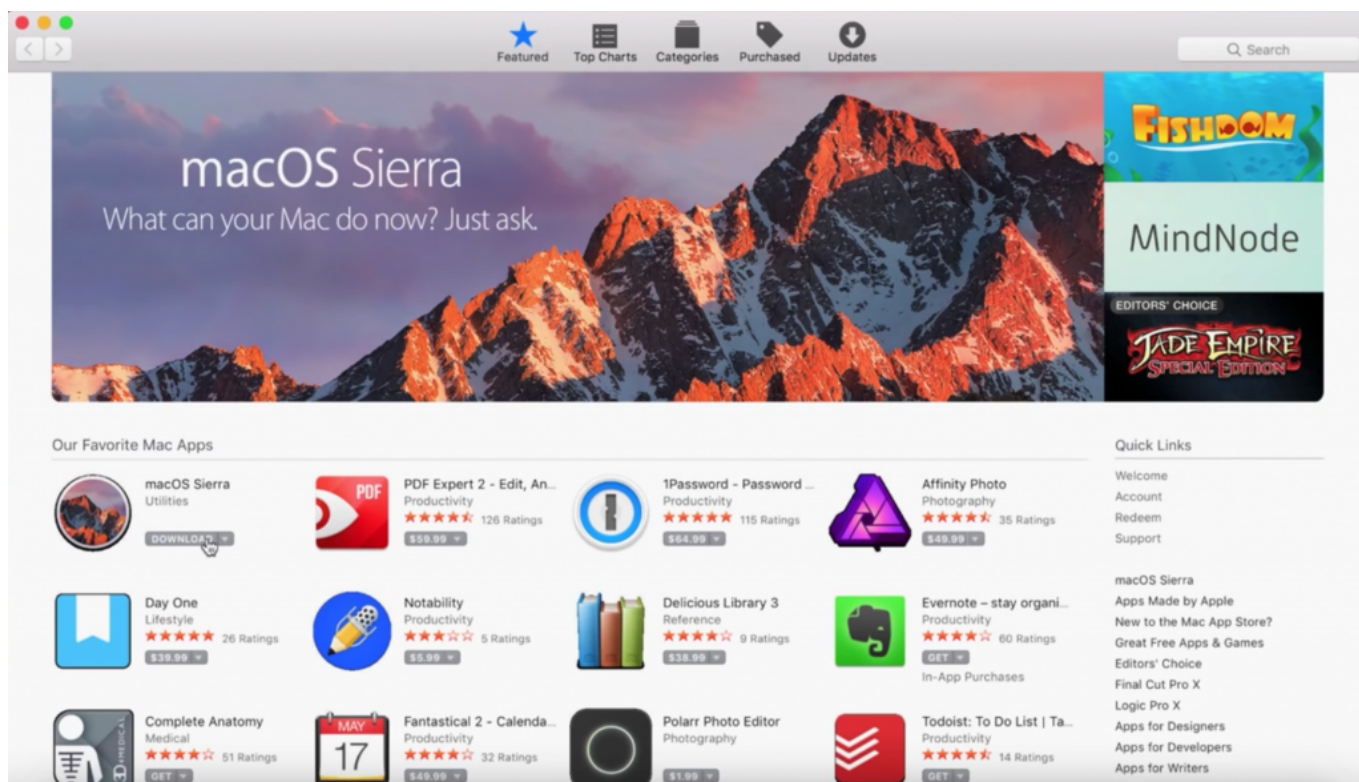 Featured
Top Charts
Categories
Purchased
Updates
Search
macOS Sierra
What can your Mac do now? Just ask.
FISHDOM
MindNode
EDITORS' CHOICE
JADE EMPIRE
SPECIAL EDITION
Our Favorite Mac Apps
macOS Sierra
Utilities
DOWNLOAD
PDF
PDF Expert 2 - Edit, An...
Productivity
126 Ratings
$59.99
1Password - Password ...
Productivity
115 Ratings
$64.99
Affinity Photo
Photography
35 Ratings
$49.99
Day One
Lifestyle
26 Ratings
$39.99
Notability
Productivity
5 Ratings
$5.99
Delicious Library 3
Reference
9 Ratings
$38.99
Evernote – stay organi...
Productivity
60 Ratings
GET
In-App Purchases
3D4MEDICAL
Complete Anatomy
Medical
51 Ratings
GET
MAY
17
Fantastical 2 - Calenda...
Productivity
32 Ratings
$49.99
Polarr Photo Editor
Photography
$1.99
Todoist: To Do List | Ta...
Productivity
14 Ratings
GET
Quick Links
Welcome
Account
Redeem
Support
macOS Sierra
Apps Made by Apple
New to the Mac App Store?
Great Free Apps & Games
Editors' Choice
Final Cut Pro X
Logic Pro X
Apps for Designers
Apps for Developers
Apps for Writers